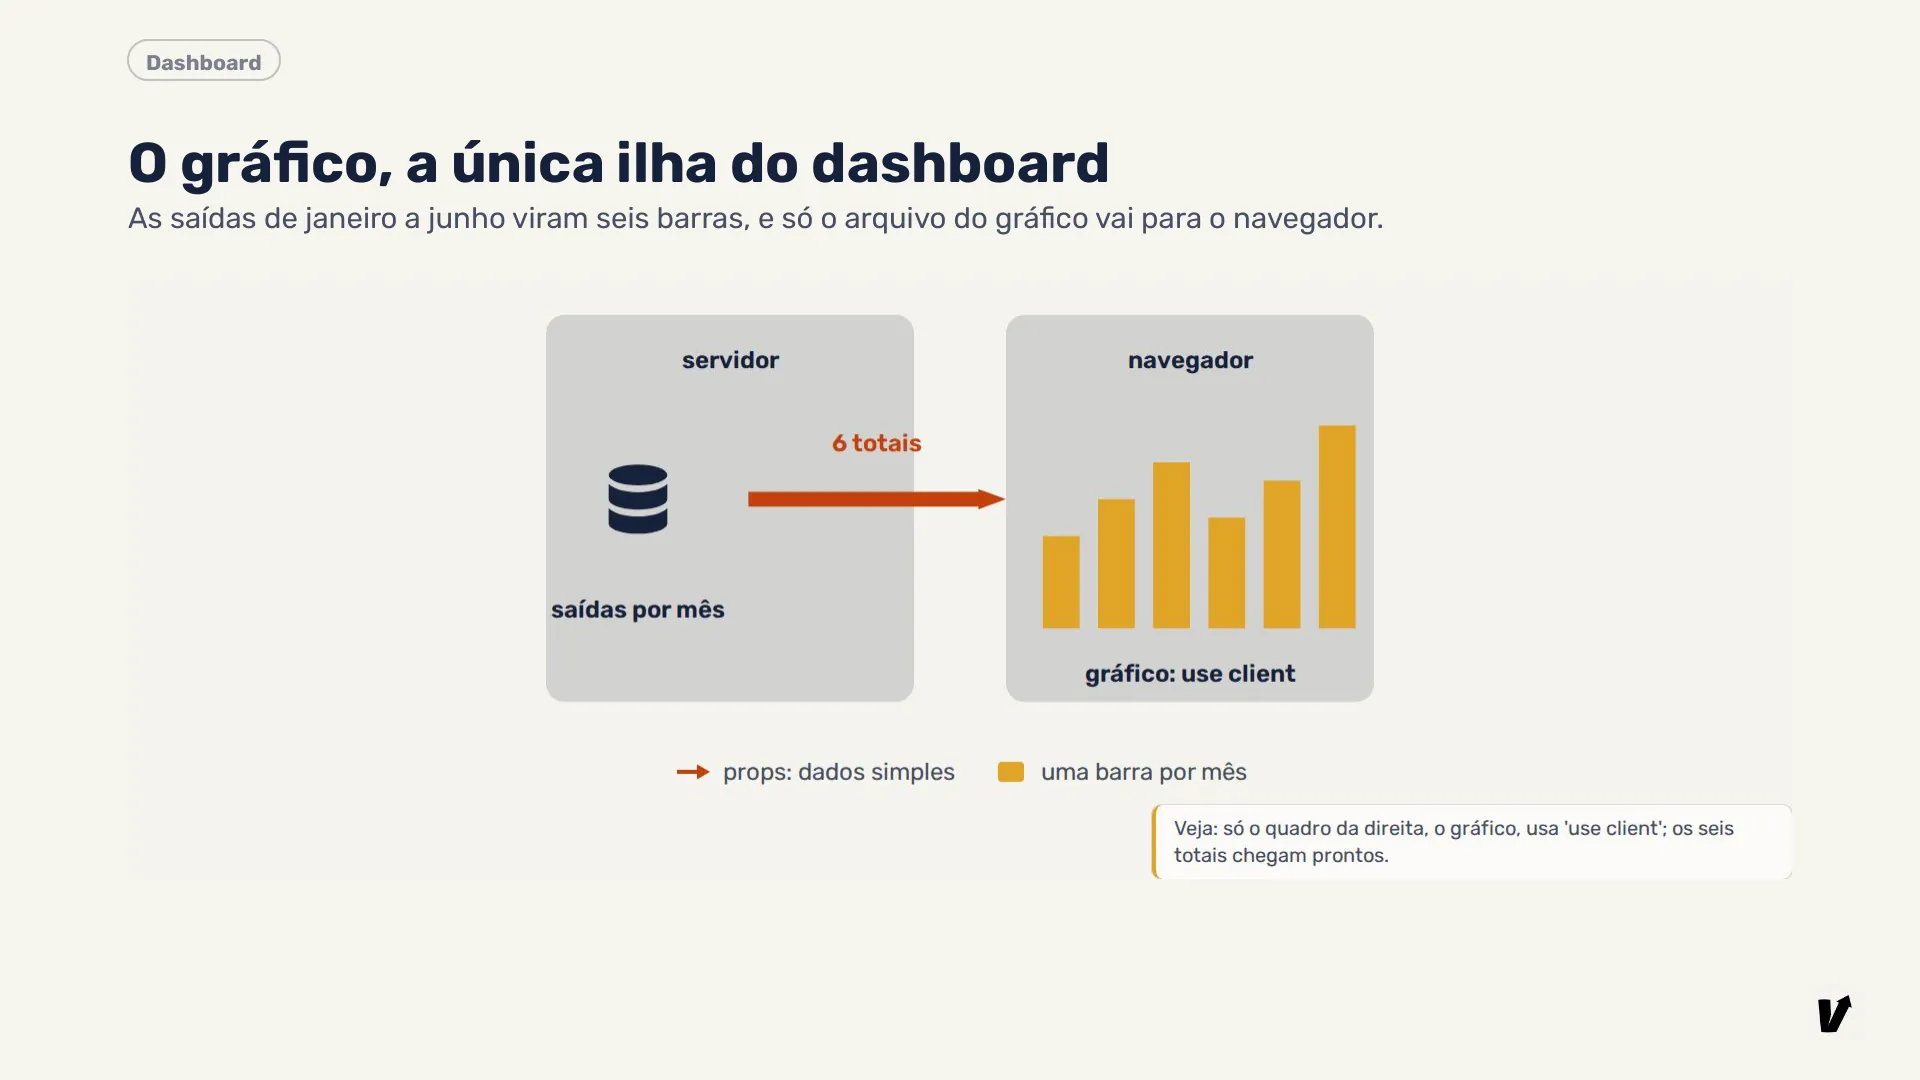 Dashboard
O gráfico, a única ilha do dashboard
As saídas de janeiro a junho viram seis barras, e só o arquivo do gráfico vai para o navegador.
servidor
navegador
6 totais
saídas por mês
gráfico: use client
props: dados simples
uma barra por mês
Veja: só o quadro da direita, o gráfico, usa 'use client'; os seis
totais chegam prontos.